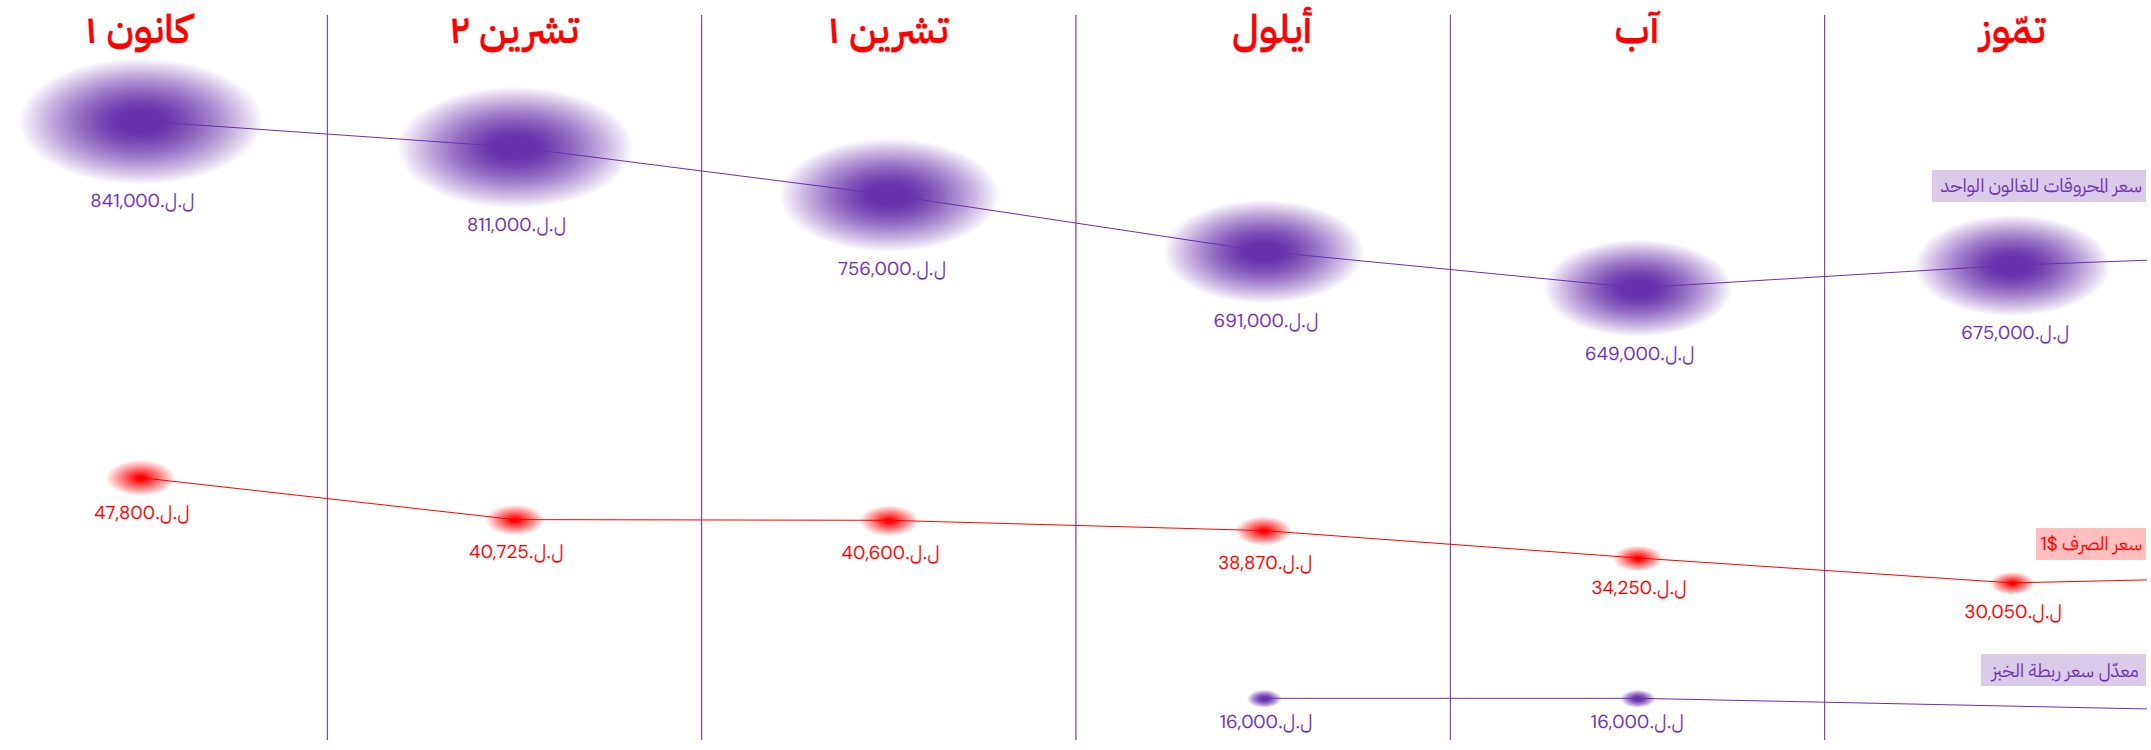 تمّوز
آب
أيلول
تشرين ١
تشرين ٢
كانون ١
سعر المحروقات للغالون الواحد
675,000.ل.ل
649,000.ل.ل
691,000.ل.ل
756,000.ل.ل
811,000.ل.ل
841,000.ل.ل
سعر الصرف $1
30,050.ل.ل
34,250.ل.ل
38,870.ل.ل
40,600.ل.ل
40,725.ل.ل
47,800.ل.ل
معدّل سعر ربطة الخبز
16,000.ل.ل
16,000.ل.ل